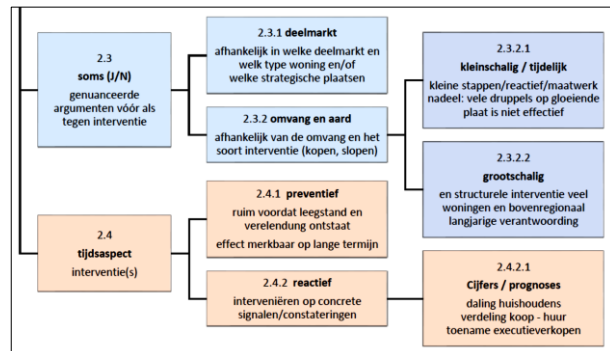 2.3
soms (J/N)
genuanceerde
argumenten vóór als
tegen interventie
2.3.1 deelmarkt
afhankelijk in welke deelmarkt en
welk type woning en/of
welke strategische plaatsen
2.3.2 omvang en aard
afhankelijk van de omvang en het
soort interventie (kopen, slopen)
2.3.2.1
kleinschalig / tijdelijk
kleine stappen/reactief/maatwerk
nadeel: vele druppels op gloeiende
plaat is niet effectief
2.3.2.2
grootschalig
en structurele interventie veel
woningen en bovenregionaal
langjarige verantwoording
2.4
tijdsaspect
interventie(s)
2.4.1 preventief
ruim voordat leegstand en
verelendung ontstaat
effect merkbaar op lange termijn
2.4.2 reactief
interveniëren op concrete
signalen/constateringen
2.4.2.1
Cijfers / prognoses
daling huishoudens
verdeling koop - huur
toename executieverkopen